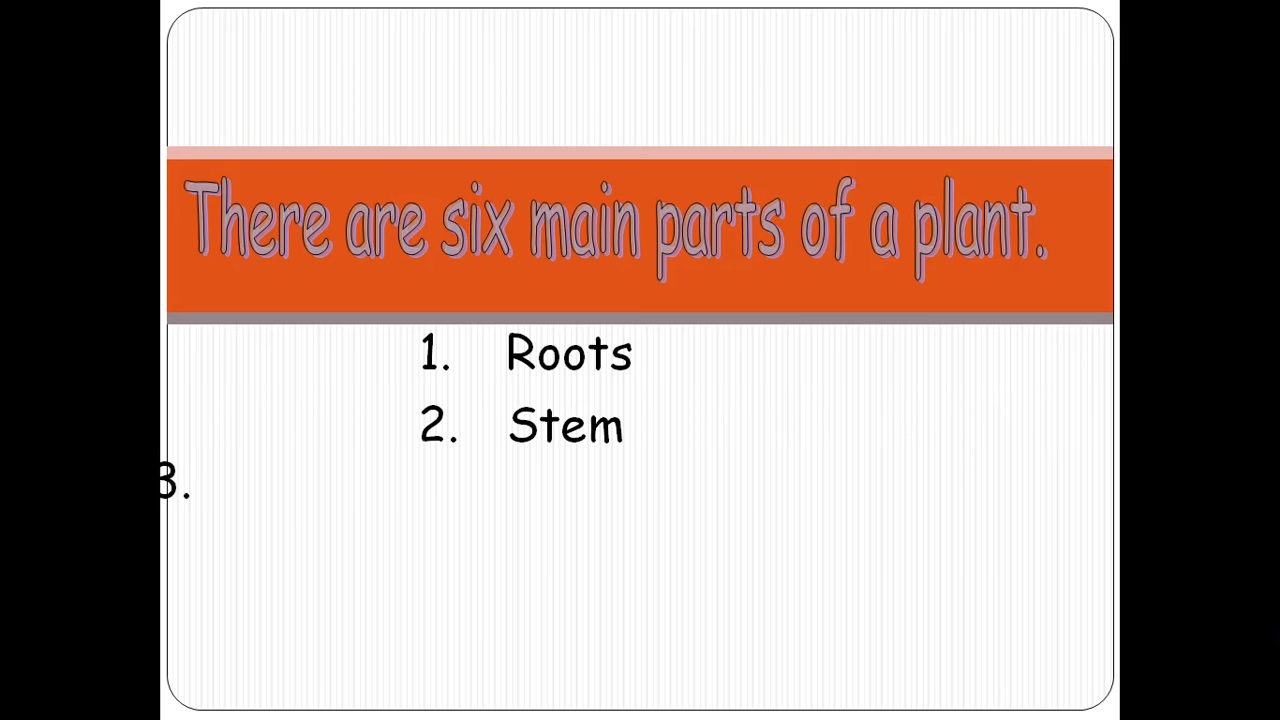 There are six main parts of a plant.
1. Roots
2. Stem
3.